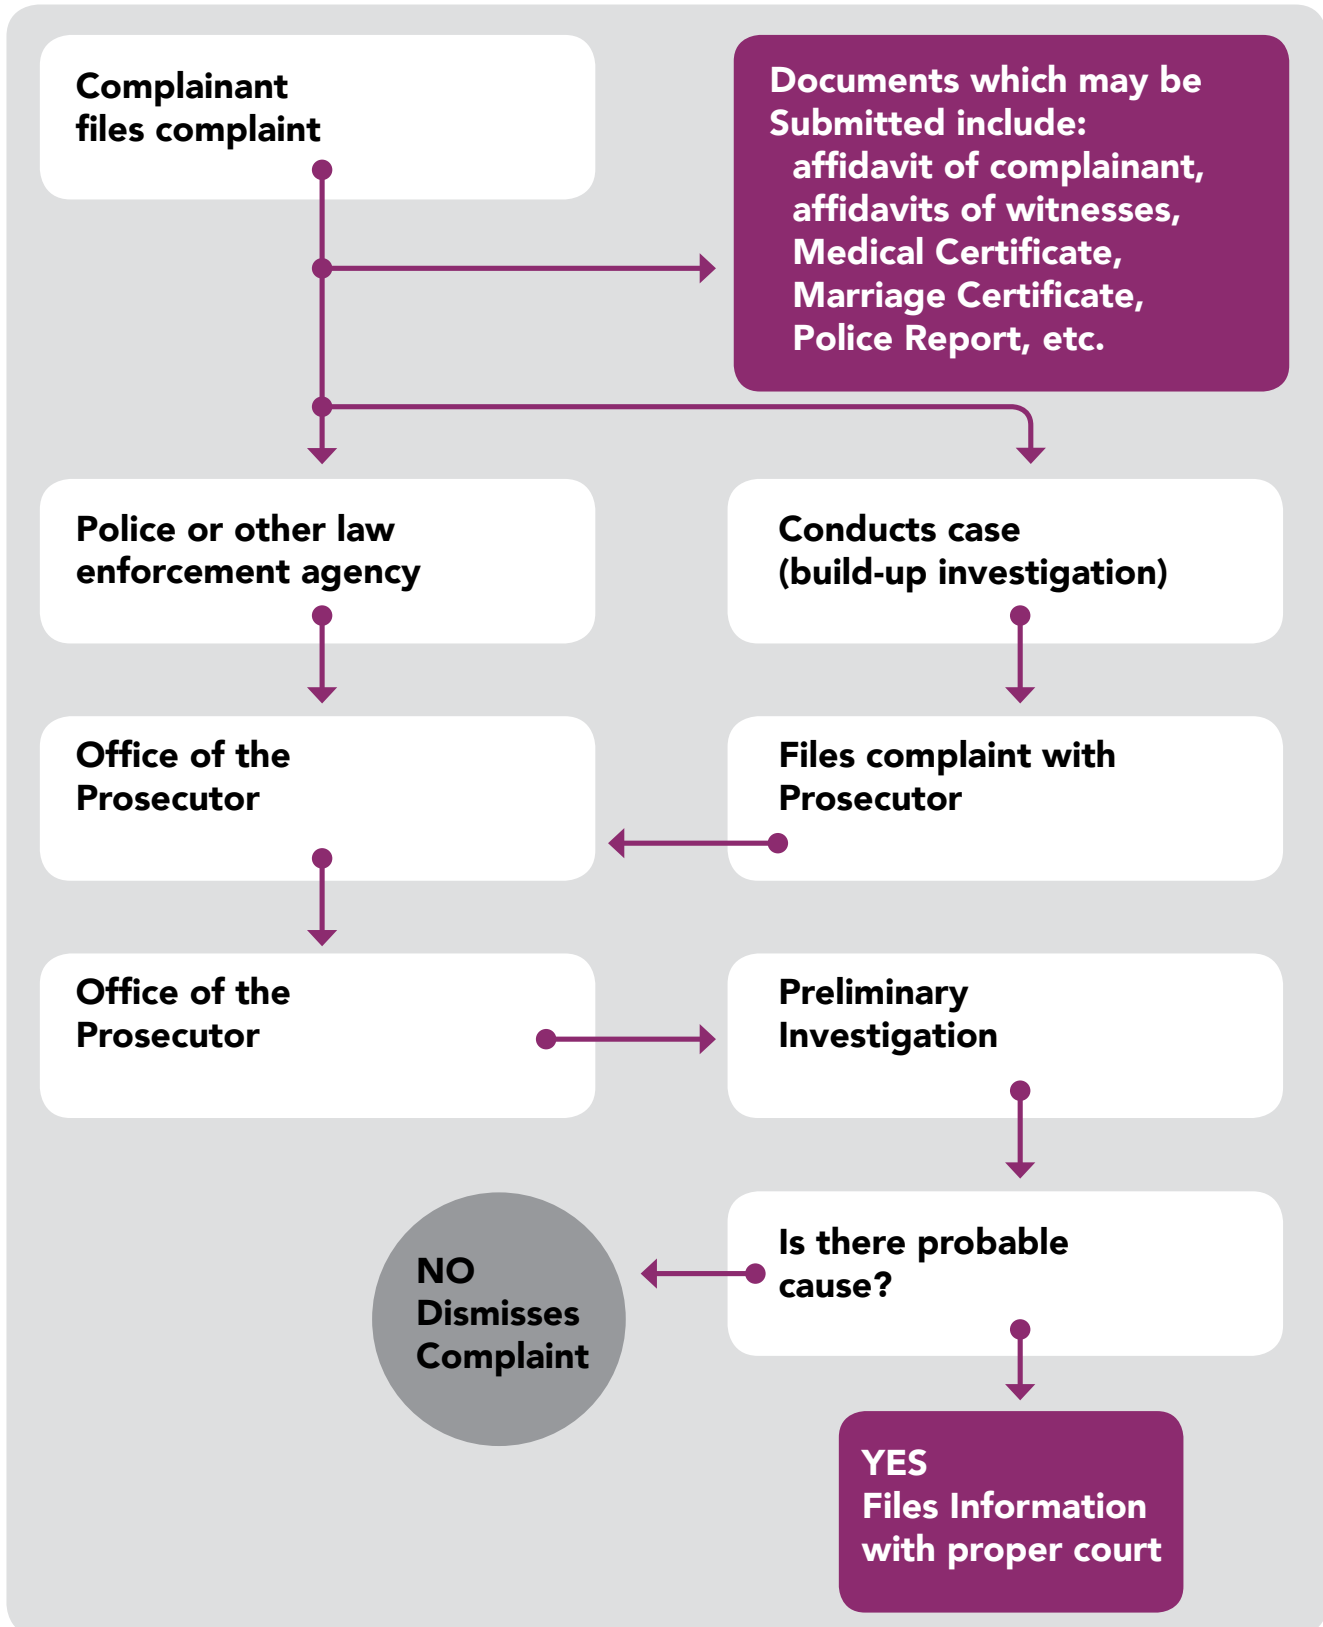 Complainant
files complaint
Documents which may be
Submitted include:
affidavit of complainant,
affidavits of witnesses,
Medical Certificate,
Marriage Certificate,
Police Report, etc.
Police or other law
enforcement agency
Conducts case
(build-up investigation)
Office of the
Prosecutor
Files complaint with
Prosecutor
Office of the
Prosecutor
Preliminary
Investigation
Is there probable
cause?
NO
Dismisses
Complaint
YES
Files Information
with proper court